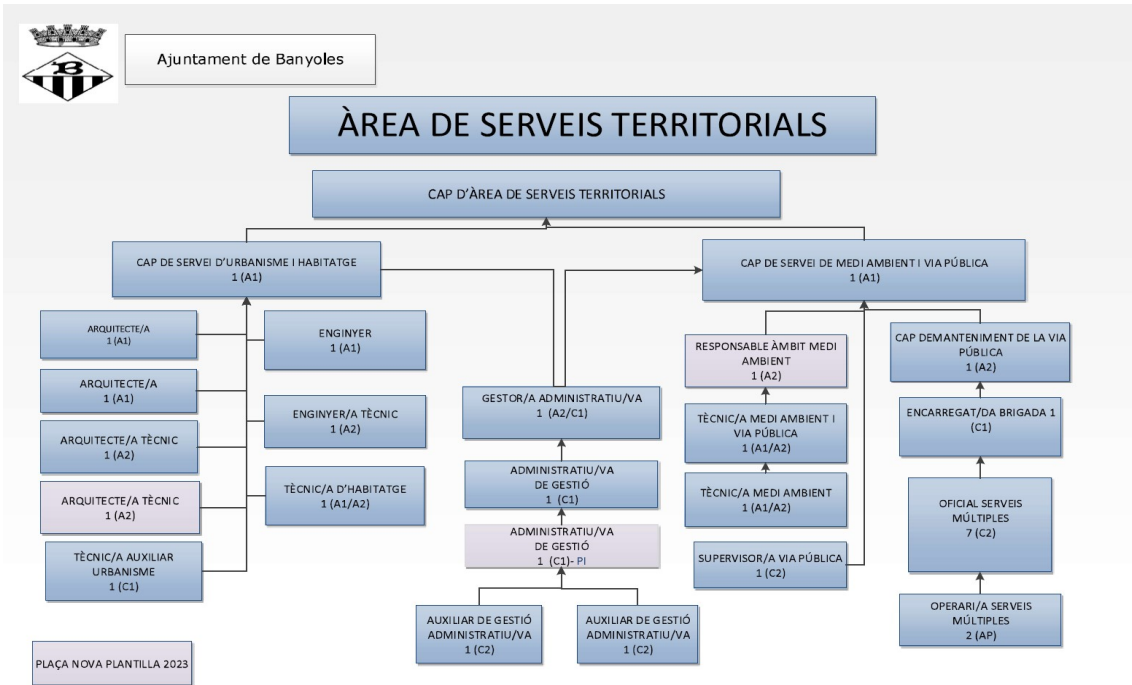 B
Ajuntament de Banyoles
ÀREA DE SERVEIS TERRITORIALS
CAP D'ÀREA DE SERVEIS TERRITORIALS
CAP DE SERVEI D'URBANISME I HABITATGE
1 (A1)
CAP DE SERVEI DE MEDI AMBIENT I VIA PÚBLICA
1 (A1)
ARQUITECTE/A
1 (A1)
ENGINYER
1 (A1)
ARQUITECTE/A
1 (A1)
ENGINYER/A TÈCNIC
1 (A2)
ARQUITECTE/A TÈCNIC
1 (A2)
TÈCNIC/A D'HABITATGE
1 (A1/A2)
ARQUITECTE/A TÈCNIC
1 (A2)
TÈCNIC/A AUXILIAR
URBANISME
1 (C1)
GESTOR/A ADMINISTRATIU/VA
1 (A2/C1)
ADMINISTRATIU/VA
DE GESTIÓ
1 (C1)
ADMINISTRATIU/VA
DE GESTIÓ
1 (C1)- PI
AUXILIAR DE GESTIÓ
ADMINISTRATIU/VA
1 (C2)
AUXILIAR DE GESTIÓ
ADMINISTRATIU/VA
1 (C2)
RESPONSABLE ÀMBIT MEDI
AMBIENT
1 (A2)
TÈCNIC/A MEDI AMBIENT I
VIA PÚBLICA
1 (A1/A2)
TÈCNIC/A MEDI AMBIENT
1 (A1/A2)
SUPERVISOR/A VIA PÚBLICA
1 (C2)
CAP DEMANTENIMENT DE LA VIA
PÚBLICA
1 (A2)
ENCARREGAT/DA BRIGADA 1
(C1)
OFICIAL SERVEIS
MÚLTIPLES
7 (C2)
OPERARI/A SERVEIS
MÚLTIPLES
2 (AP)
PLAÇA NOVA PLANTILLA 2023